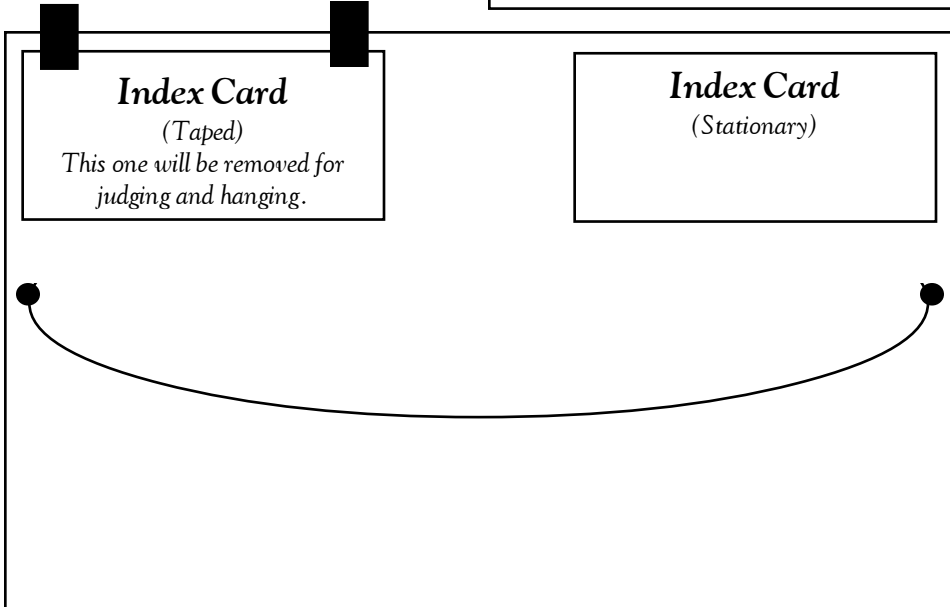 Index Card
(Taped)
This one will be removed for
judging and hanging.
Index Card
(Stationary)